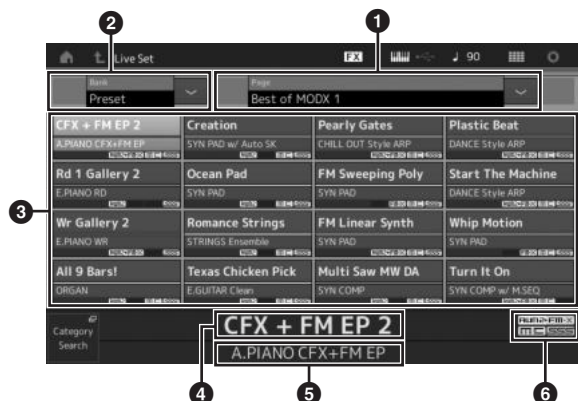 1
2
Live Set
FX
90
Bank
Preset
Page
Best of MODX 1
CFX + FM EP 2
Creation
Pearly Gates
Plastic Beat
A.PIANO CFX+FM EP
SYN PAD w/ Auto SK
CHILL OUT Style ARP
DANCE Style ARP
Rd 1 Gallery 2
Ocean Pad
FM Sweeping Poly
Start The Machine
E.PIANO RD
SYN PAD
SYN PAD
DANCE Style ARP
3
Wr Gallery 2
Romance Strings
FM Linear Synth
Whip Motion
E.PIANO WR
STRINGS Ensemble
SYN PAD
SYN PAD
All 9 Bars!
Texas Chicken Pick
Multi Saw MW DA
Turn It On
ORGAN
E.GUITAR Clean
SYN COMP
SYN COMP w/ M.SEQ
Category
Search
CFX + FM EP 2
A.PIANO CFX+FM EP
AWM2+FM-X
MC SSS
4
5
6